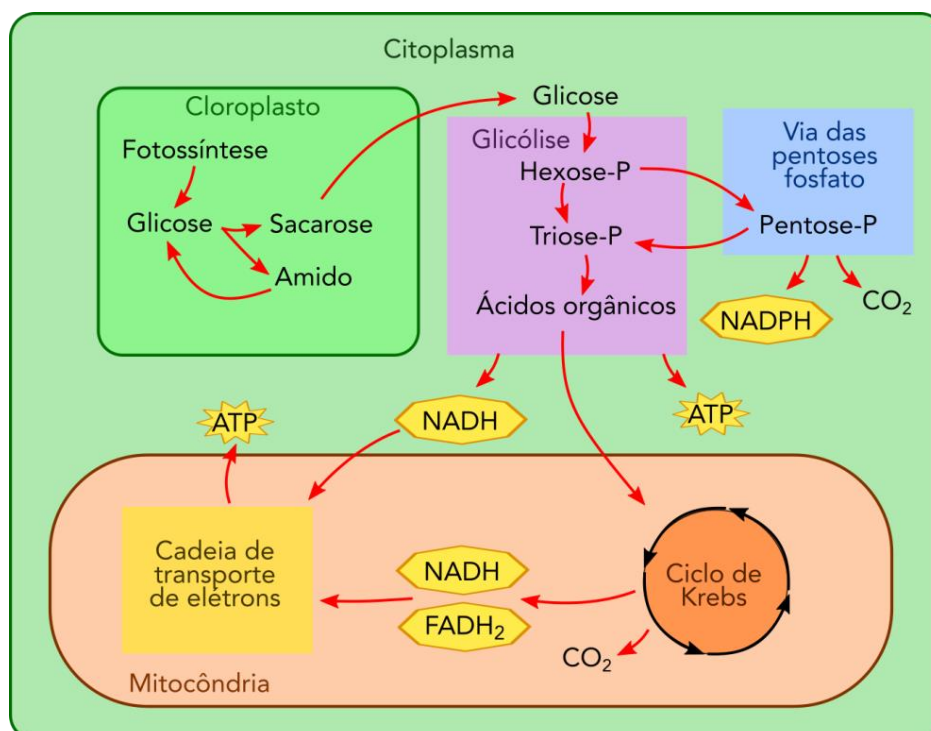 Citoplasma
Cloroplasto
Fotossíntese
Glicose
Sacarose
Amido
Glicose
Glicólise
Hexose-P
Triose-P
Ácidos orgânicos
Via das
pentoses
fosfato
Pentose-P
NADPH
CO₂
ATP
NADH
ATP
Cadeia de
transporte
de elétrons
NADH
FADH₂
Ciclo de
Krebs
CO₂
Mitocôndria